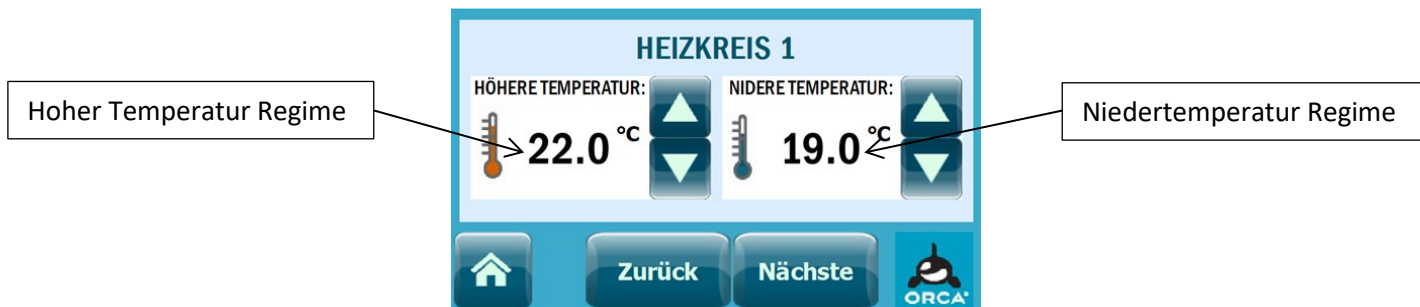 HEIZKREIS 1
HÖHERE TEMPERATUR: NIDERE TEMPERATUR:
Hoher Temperatur Regime
22.0 °C 19.0 °C
Niedertemperatur Regime
Zurück Nächste
ORCA®